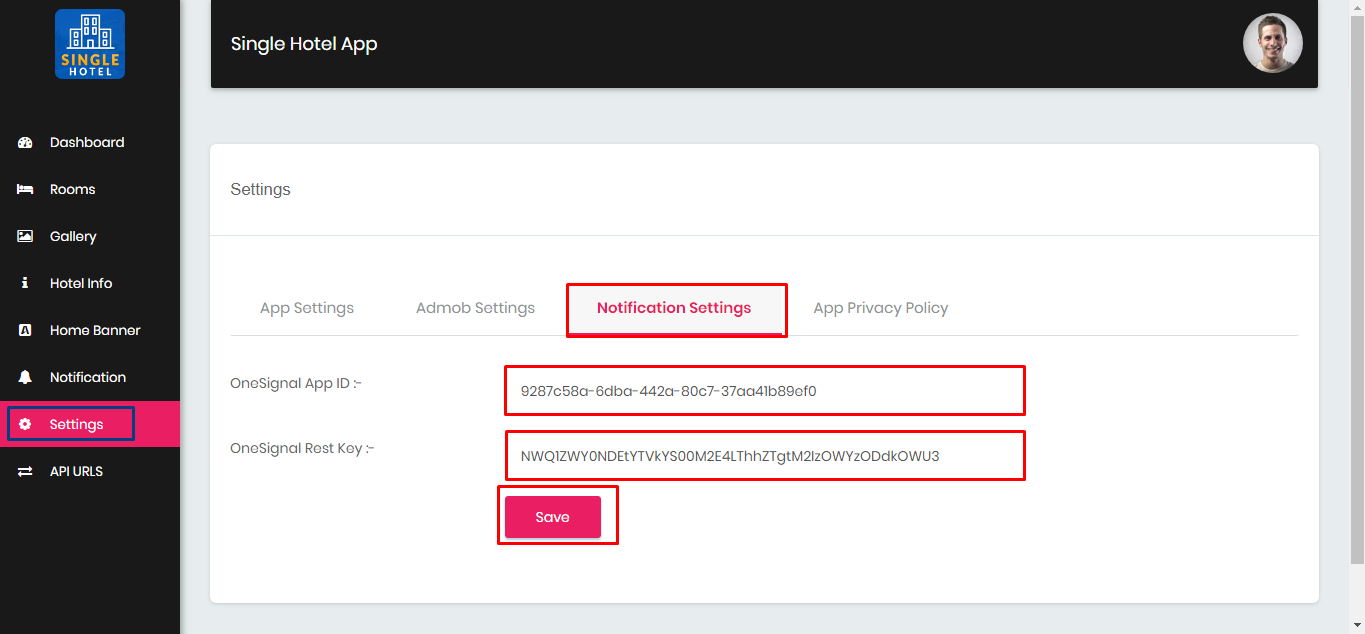 SINGLE
HOTEL
Single Hotel App
Dashboard
Rooms
Gallery
Hotel Info
Home Banner
Notification
Settings
API URLS
Settings
App Settings
Admob Settings
Notification Settings
App Privacy Policy
OneSignal App ID :-
9287c58a-6dba-442a-80c7-37aa41b89ef0
OneSignal Rest Key :-
NWQ1ZWY0NDEtYTVkYS00M2E4LThhZTgtM2IzOWYzODdkOWU3
Save